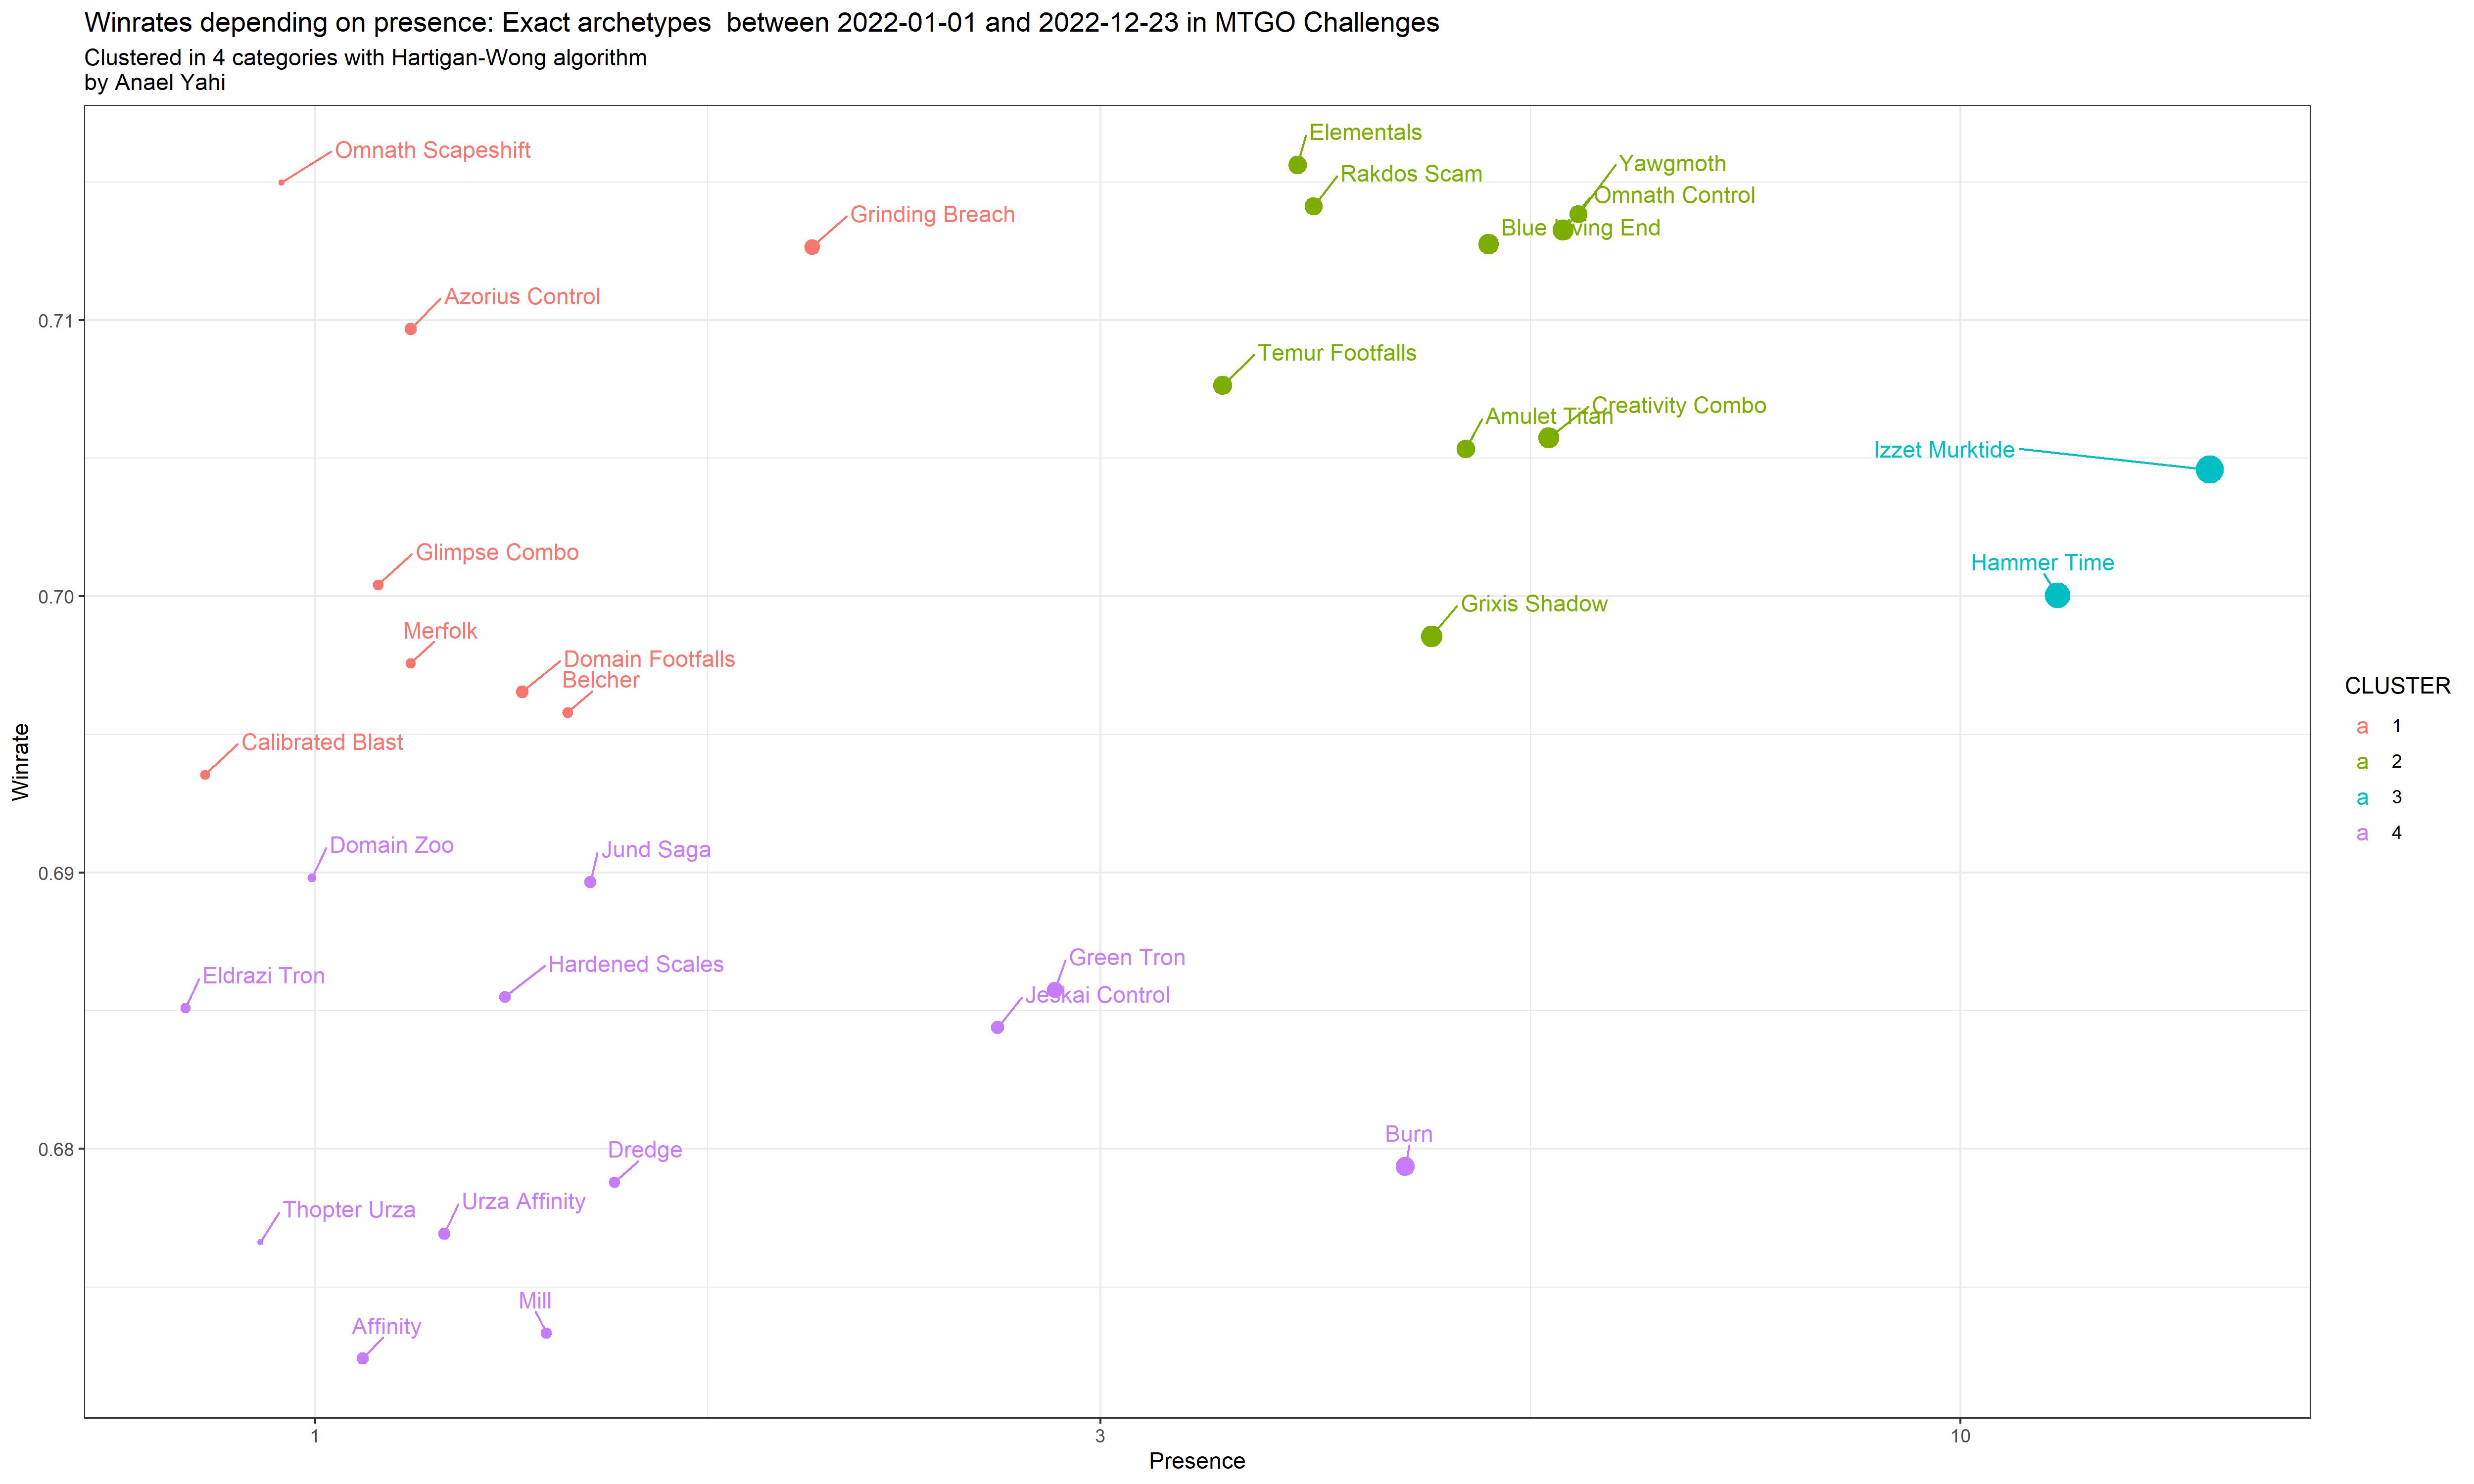 Winrates depending on presence: Exact archetypes  between 2022-01-01 and 2022-12-23 in MTGO Challenges
Clustered in 4 categories with Hartigan-Wong algorithm
by Anael Yahi
Elementals
Omnath Scapeshift
Yawgmoth
Rakdos Scam
Omnath Control
Grinding Breach
Blue Living End
Azorius Control
0.71
Temur Footfalls
Creativity Combo
Amulet Titan
Izzet Murktide
Glimpse Combo
Hammer Time
0.70
Grixis Shadow
Merfolk
Domain Footfalls
Belcher
Calibrated Blast
Winrate
CLUSTER
a 1
a 2
a 3
a 4
Domain Zoo
Jund Saga
0.69
Green Tron
Hardened Scales
Eldrazi Tron
Jeskai Control
Burn
0.68
Dredge
Urza Affinity
Thopter Urza
Mill
Affinity
1
3
10
Presence